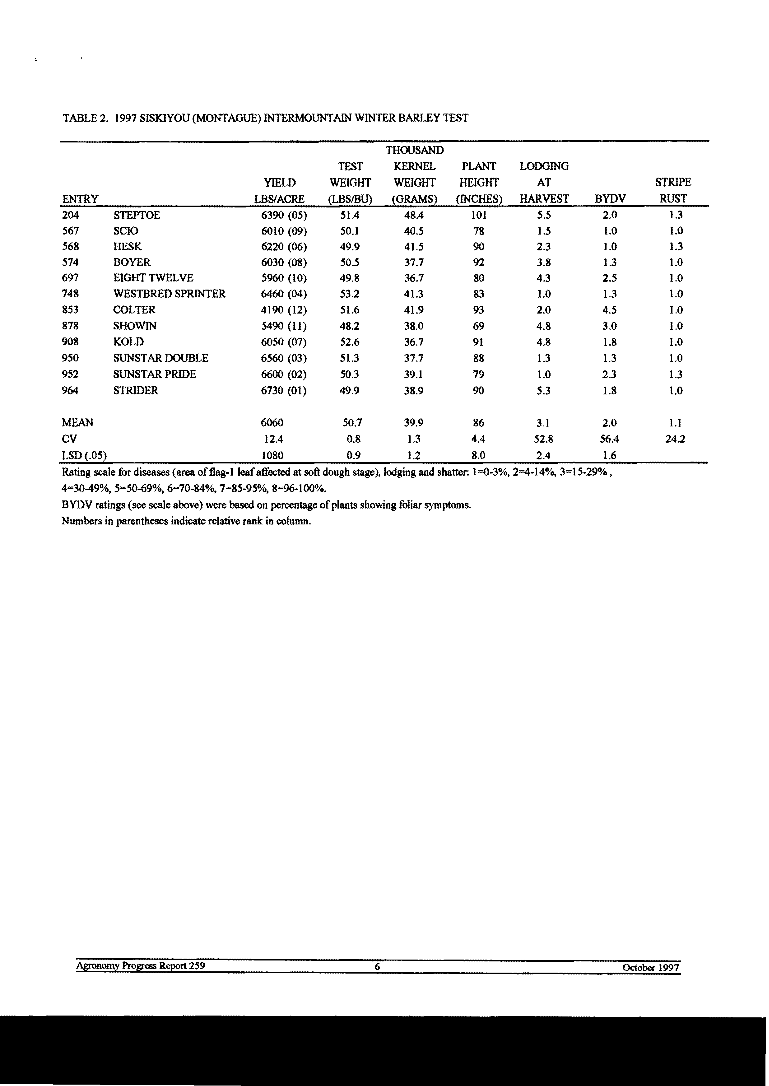 TABLE 2. 1997 SISKIYOU (MONTAGUE) INTERMOUNTAIN WINTER BARLEY TEST
THOUSAND
TEST KERNEL PLANT LODGING
YIELD WEIGHT WEIGHT HEIGHT AT STRIPE
ENTRY LBS/ACRE (LBS/BU) (GRAMS) (INCHES) HARVEST BYDV RUST
204 STEPTOE 6390 (05) 51.4 48.4 101 5.5 2.0 1.3
567 SCIO 6010 (09) 50.1 40.5 78 1.5 1.0 1.0
568 HESK 6220 (06) 49.9 41.5 90 2.3 1.0 1.3
574 BOYER 6030 (08) 50.5 37.7 92 3.8 1.3 1.0
697 EIGHT TWELVE 5960 (10) 49.8 36.7 80 4.3 2.5 1.0
748 WESTBRED SPRINTER 6460 (04) 53.2 41.3 83 1.0 1.3 1.0
853 COLTER 4190 (12) 51.6 41.9 93 2.0 4.5 1.0
878 SHOWIN 5490 (11) 48.2 38.0 69 4.8 3.0 1.0
908 KOLD 6050 (07) 52.6 36.7 91 4.8 1.8 1.0
950 SUNSTAR DOUBLE 6560 (03) 51.3 37.7 88 1.3 1.3 1.0
952 SUNSTAR PRIDE 6600 (02) 50.3 39.1 79 1.0 2.3 1.3
964 STRIDER 6730 (01) 49.9 38.9 90 5.3 1.8 1.0
MEAN 6060 50.7 39.9 86 3.1 2.0 1.1
CV 12.4 0.8 1.3 4.4 52.8 56.4 24.2
LSD (.05) 1080 0.9 1.2 8.0 2.4 1.6
Rating scale for diseases (area of flag-1 leaf affected at soft dough stage), lodging and shatter: 1=0-3%, 2=4-14%, 3=15-29% ,
4=30-49%, 5=50-69%, 6=70-84%, 7=85-95%, 8=96-100%.
BYDV ratings (see scale above) were based on percentage of plants showing foliar symptoms.
Numbers in parentheses indicate relative rank in column.
Agronomy Progress Report 259 6 October 1997